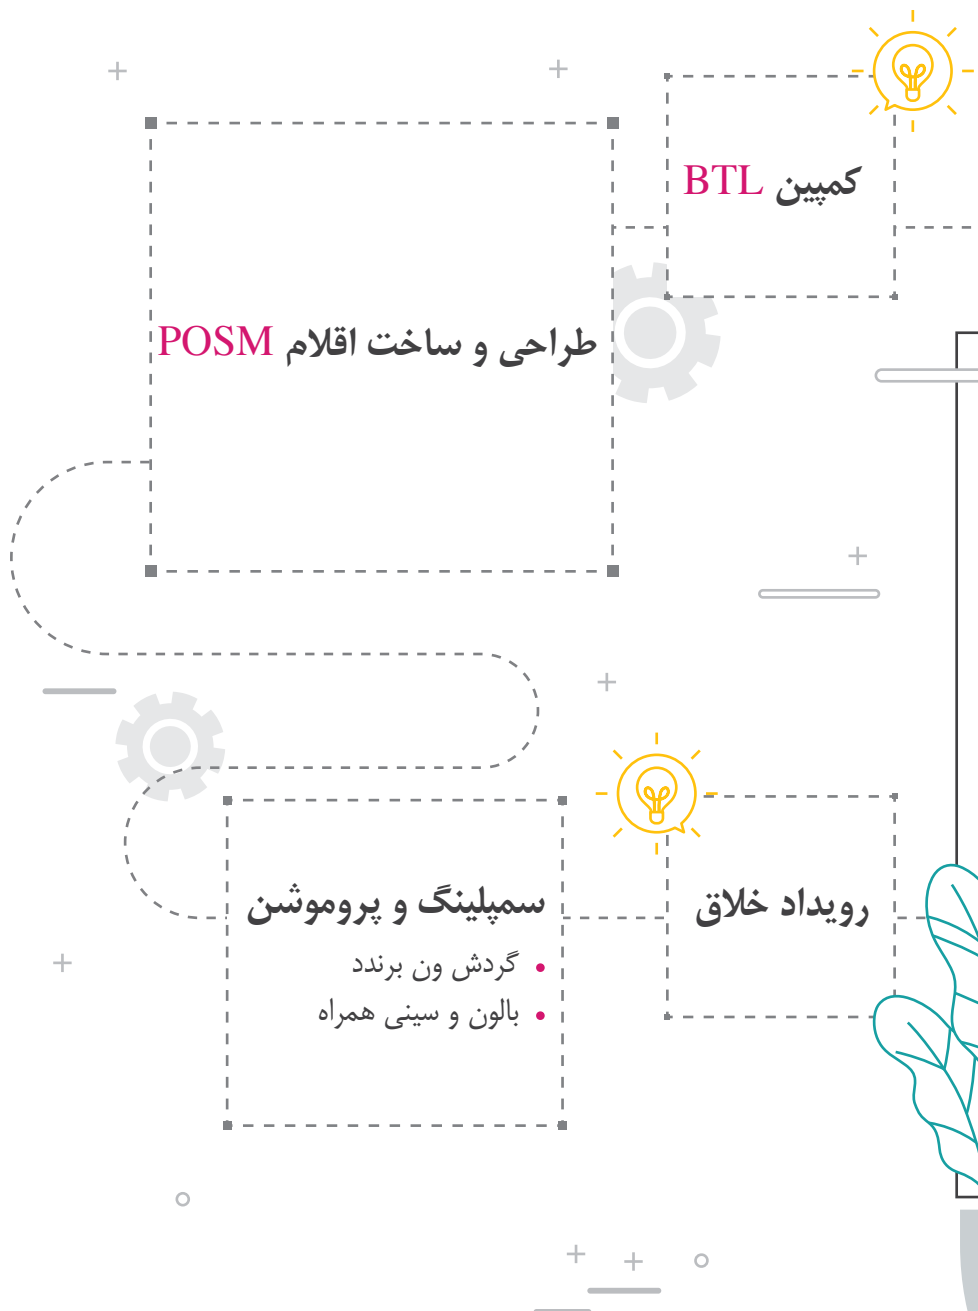 کمپین BTL
طراحی و ساخت اقلام POSM
رویداد خلاق
سمپلینگ و پروموشن
• گردش ون برندد
• بالون و سینی همراه